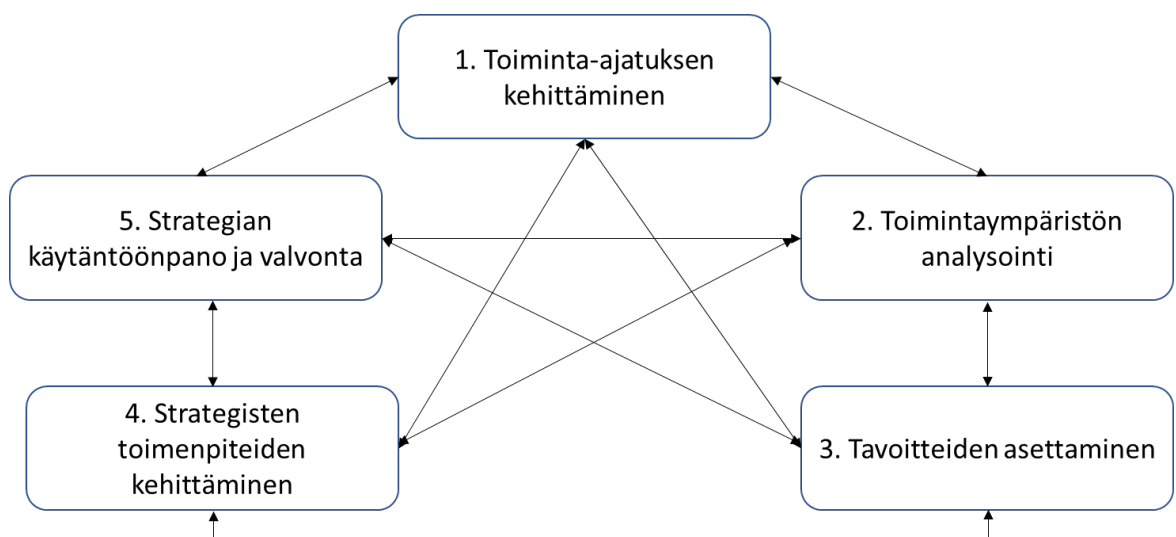 1. Toiminta-ajatuksen
kehittäminen
5. Strategian
käytäntöönpano ja valvonta
2. Toimintaympäristön
analysointi
4. Strategisten
toimenpiteiden
kehittäminen
3. Tavoitteiden asettaminen